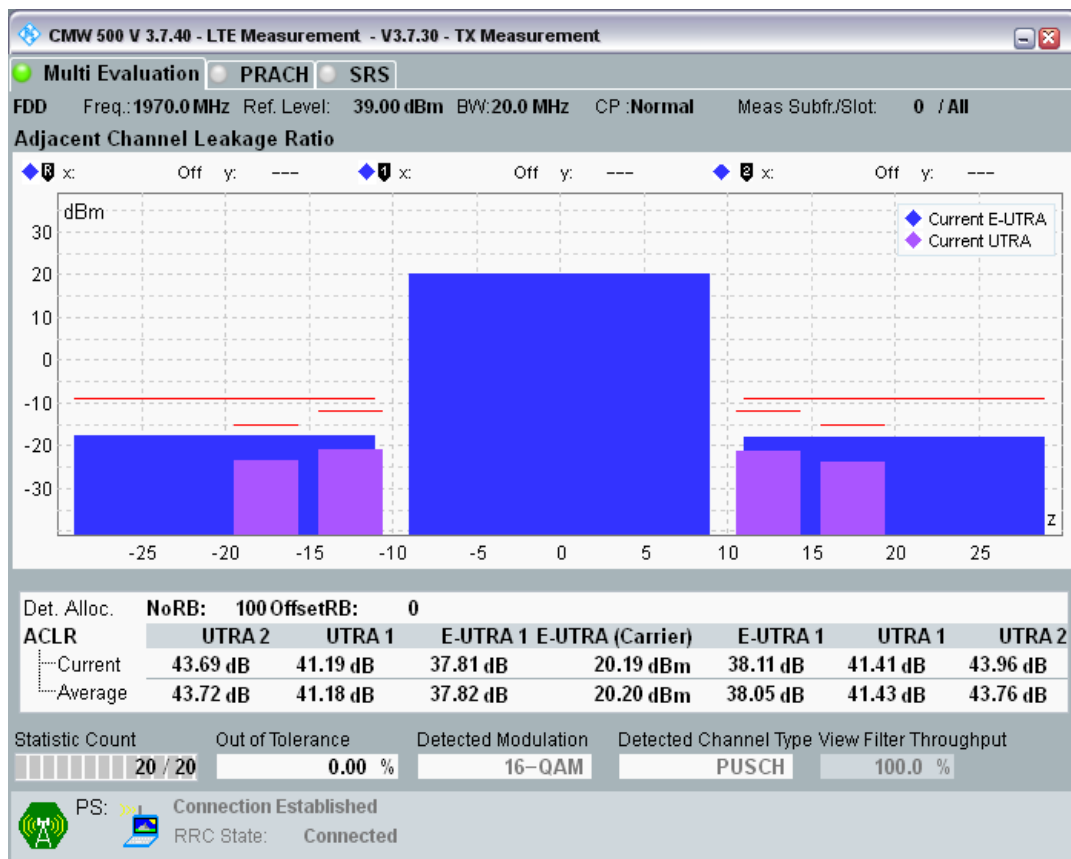 CMW 500 V 3.7.40 - LTE Measurement - V3.7.30 - TX Measurement
Multi Evaluation PRACH SRS
FDD Freq.:1970.0 MHz Ref. Level: 39.00 dBm BW:20.0 MHz CP :Normal Meas Subfr./Slot: 0 / All
Adjacent Channel Leakage Ratio
R x: Off y: --- 1 x: Off y: --- 2 x: Off y: ---
dBm
Current E-UTRA
Current UTRA
30
20
10
0
-10
-20
-30
z
-25 -20 -15 -10 -5 0 5 10 15 20 25
Det. Alloc. NoRB: 100 OffsetRB: 0
ACLR UTRA 2 UTRA 1 E-UTRA 1 E-UTRA (Carrier) E-UTRA 1 UTRA 1 UTRA 2
Current 43.69 dB 41.19 dB 37.81 dB 20.19 dBm 38.11 dB 41.41 dB 43.96 dB
Average 43.72 dB 41.18 dB 37.82 dB 20.20 dBm 38.05 dB 41.43 dB 43.76 dB
Statistic Count Out of Tolerance Detected Modulation Detected Channel Type View Filter Throughput
20 / 20 0.00 % 16-QAM PUSCH 100.0 %
PS: Connection Established
RRC State: Connected